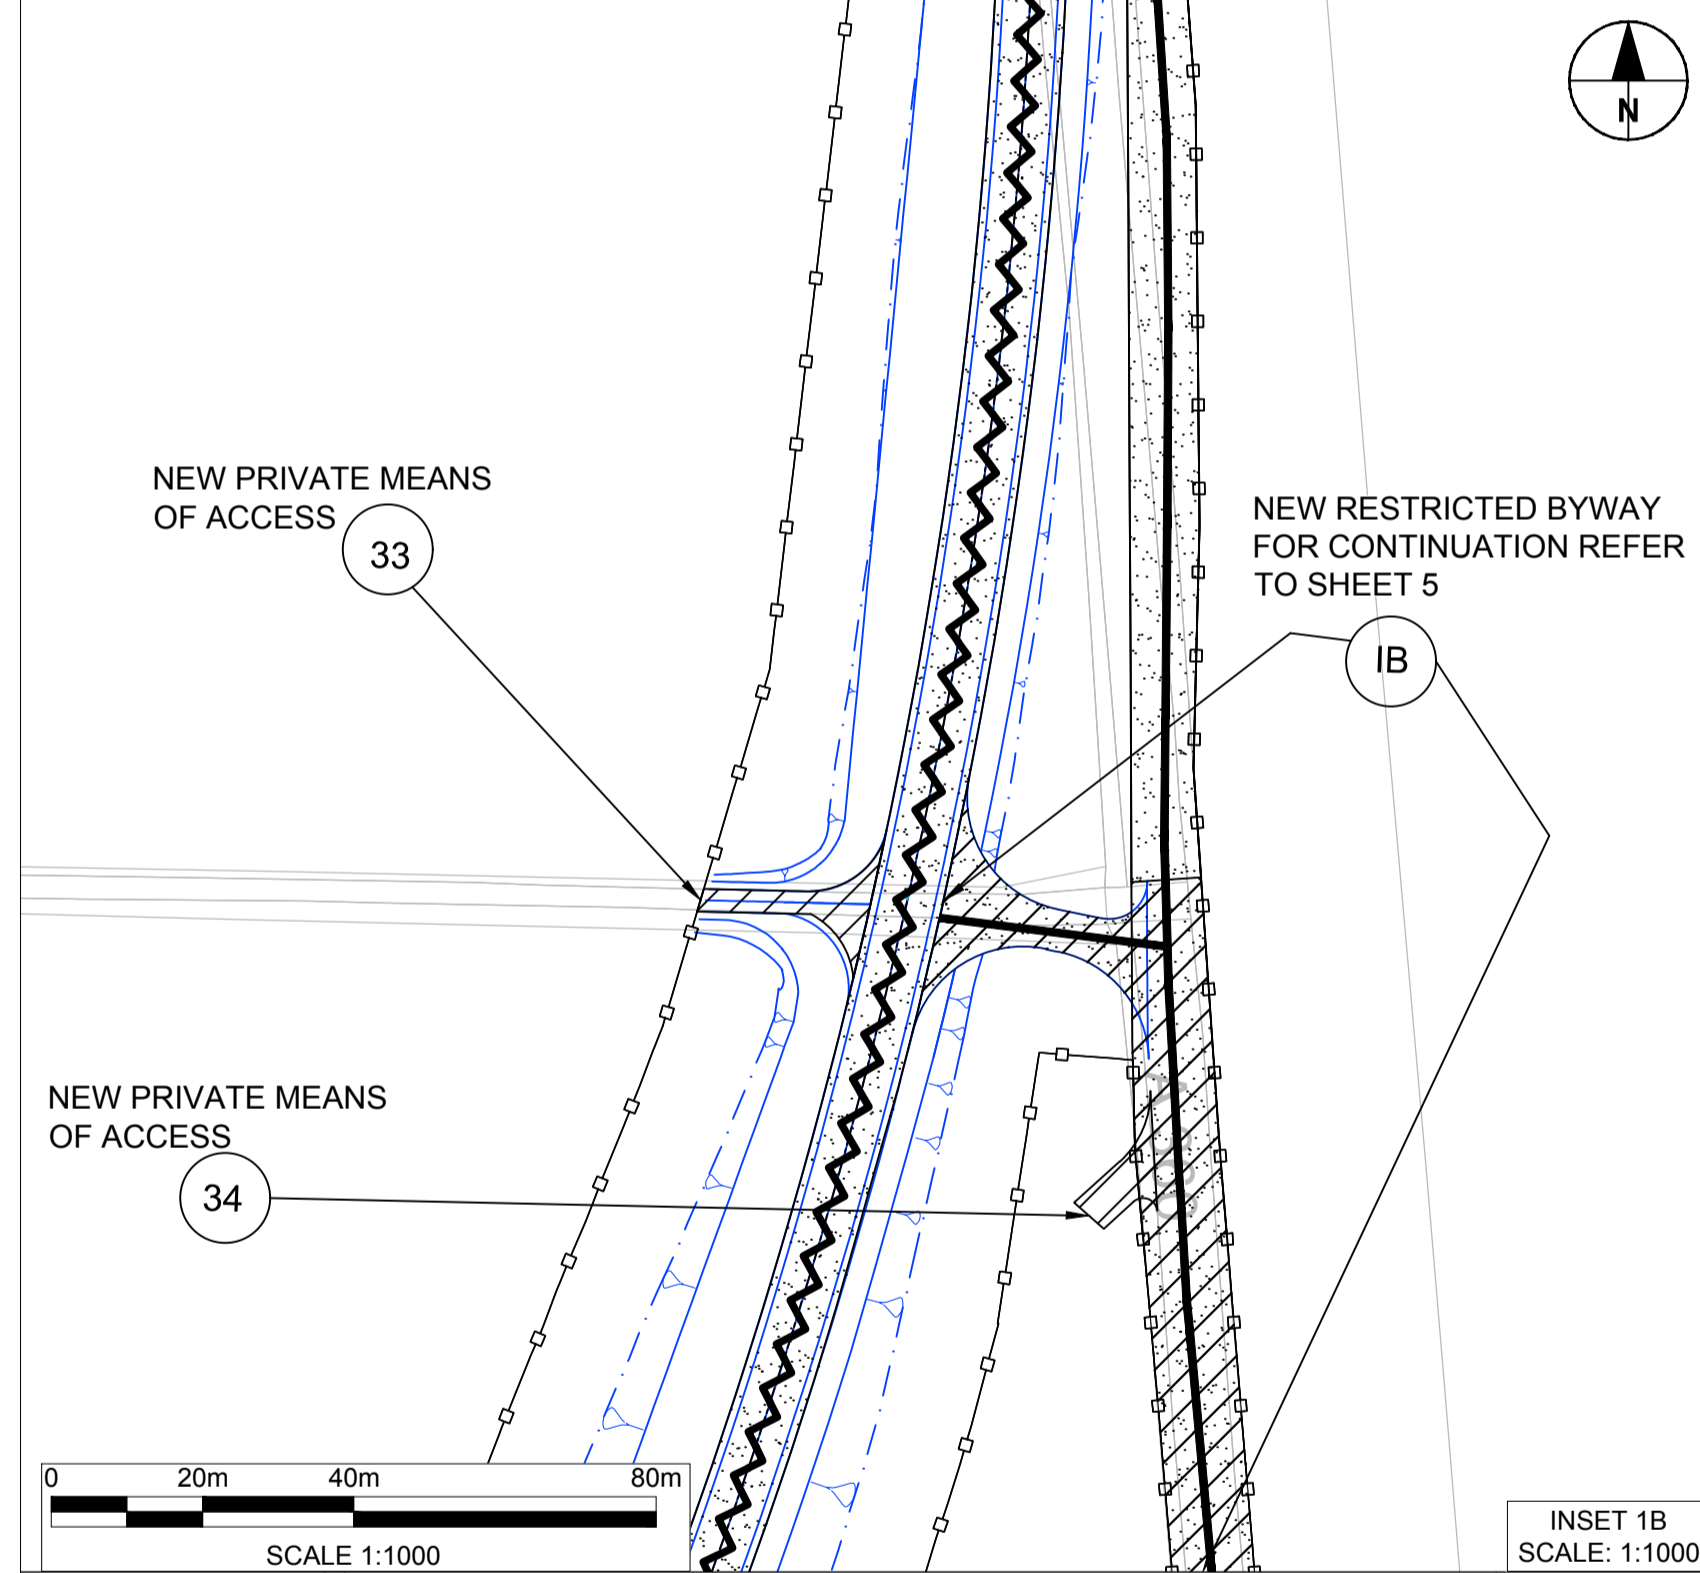 N
NEW PRIVATE MEANS
OF ACCESS
33
NEW RESTRICTED BYWAY
FOR CONTINUATION REFER
TO SHEET 5
IB
NEW PRIVATE MEANS
OF ACCESS
34
0 20m 40m 80m
SCALE 1:1000
INSET 1B
SCALE: 1:1000